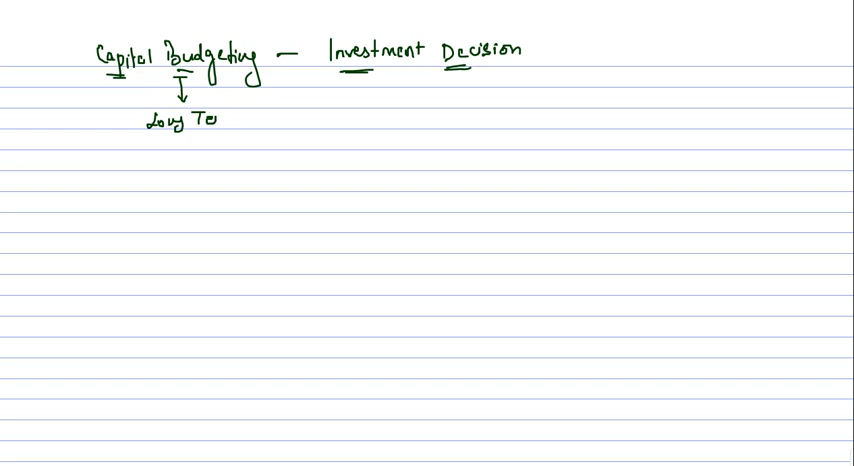 Capital Budgeting — Investment Decision
Long Te